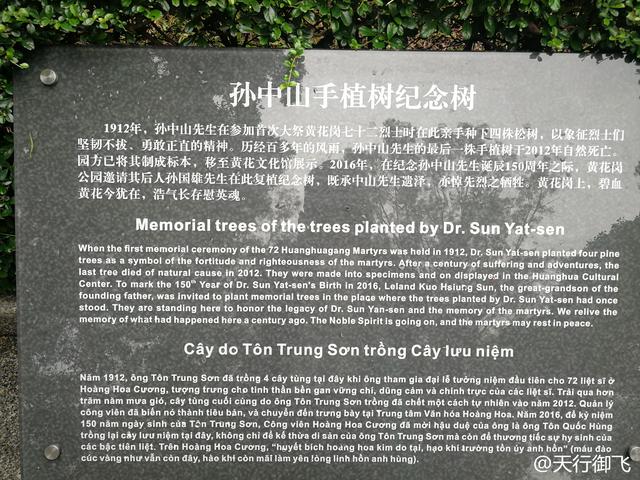 孙中山手植树纪念树
1912年，孙中山先生在参加首次大祭黄花岗七十二烈士时在此亲手种下四株松树，以象征烈士们
坚韧不拔、勇敢正直的精神。历经百多年的风雨，孙中山先生的最后一株手植树于2012年自然死亡。
园方已将其制成标本，移至黄花文化馆展示。2016年，在纪念孙中山先生诞辰150周年之际，黄花岗
公园邀请其后人孙国雄先生在此复植纪念树，既承中山先生遗泽，亦悼先烈之牺牲。黄花岗上，碧血
黄花今犹在，浩气长存慰英魂。
Memorial trees of the trees planted by Dr. Sun Yat-sen
When the first memorial ceremony of the 72 Huanghuagang Martyrs was held in 1912, Dr. Sun Yat-sen planted four pine
trees as a symbol of the fortitude and righteousness of the martyrs. After a century of suffering and adventures, the
last tree died of natural cause in 2012. They were made into specimens and on displayed in the Huanghua Cultural
Center. To mark the 150th Year of Dr. Sun Yat-sen's Birth in 2016, Leland Kuo Hsiung Sun, the great-grandson of the
founding father, was invited to plant memorial trees in the place where the trees planted by Dr. Sun Yat-sen had once
stood. They are standing here to honor the legacy of Dr. Sun Yan-sen and the memory of the martyrs. We relive the
memory of what had happened here a century ago. The Noble Spirit is going on, and the martyrs may rest in peace.
Cây do Tôn Trung Sơn trồng Cây lưu niệm
Năm 1912, ông Tôn Trung Sơn đã trồng 4 cây tùng tại đây khi ông tham gia đại lễ tưởng niệm đầu tiên cho 72 liệt sĩ ở
Hoàng Hoa Cương, tượng trưng cho tinh thần bền gan vững chí, dũng cảm và chính trực của các liệt sĩ. Trải qua hơn
trăm năm mưa gió, cây tùng cuối cùng do ông Tôn Trung Sơn trồng đã chết một cách tự nhiên vào năm 2012. Quản lý
công viên đã biến nó thành tiêu bản, và chuyển đến trưng bày tại Trung tâm Văn hóa Hoàng Hoa. Năm 2016, để kỷ niệm
150 năm ngày sinh của Tôn Trung Sơn, Công viên Hoàng Hoa Cương đã mời hậu duệ của ông là ông Tôn Quốc Hùng
trồng lại cây lưu niệm tại đây, không chỉ để kế thừa di sản của ông Tôn Trung Sơn mà còn để thương tiếc sự hy sinh của
các bậc tiên liệt. Trên Hoàng Hoa Cương, "huyết bích hoàng hoa kim do tại, hạo khí trường tồn úy anh hồn" (máu đào
cúc vàng như vẫn còn đây, hào khí còn mãi làm yên lòng linh hồn anh hùng).
@天行御飞